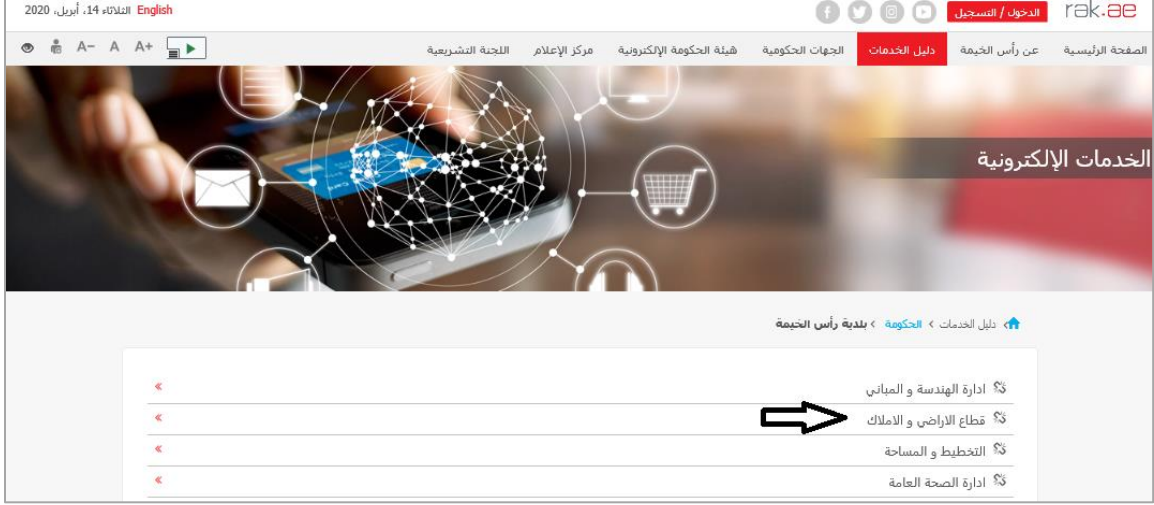 rak.ae الدخول / التسجيل English الثلاثاء 14، أبريل، 2020
الصفحة الرئيسية عن رأس الخيمة دليل الخدمات الجهات الحكومية هيئة الحكومة الإلكترونية مركز الإعلام اللجنة التشريعية A+ A A-
الخدمات الإلكترونية
دليل الخدمات › الحكومة › بلدية رأس الخيمة
ادارة الهندسة و المباني
قطاع الاراضي و الاملاك
التخطيط و المساحة
ادارة الصحة العامة